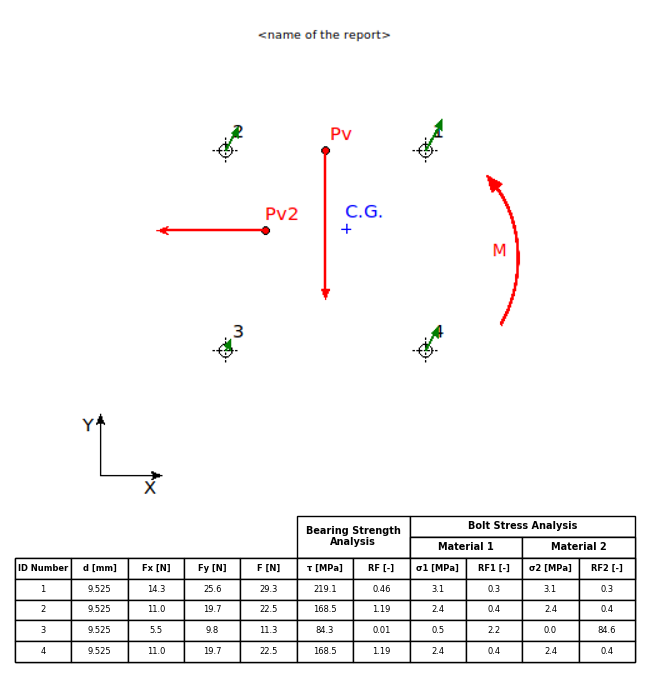 <name of the report>
2
Pv
1
Pv2
C.G.
M
3
4
Y
X
Bearing Strength
Analysis
Bolt Stress Analysis
Material 1 Material 2
ID Number d [mm] Fx [N] Fy [N] F [N] τ [MPa] RF [-] σ1 [MPa] RF1 [-] σ2 [MPa] RF2 [-]
1 9.525 14.3 25.6 29.3 219.1 0.46 3.1 0.3 3.1 0.3
2 9.525 11.0 19.7 22.5 168.5 1.19 2.4 0.4 2.4 0.4
3 9.525 5.5 9.8 11.3 84.3 0.01 0.5 2.2 0.0 84.6
4 9.525 11.0 19.7 22.5 168.5 1.19 2.4 0.4 2.4 0.4